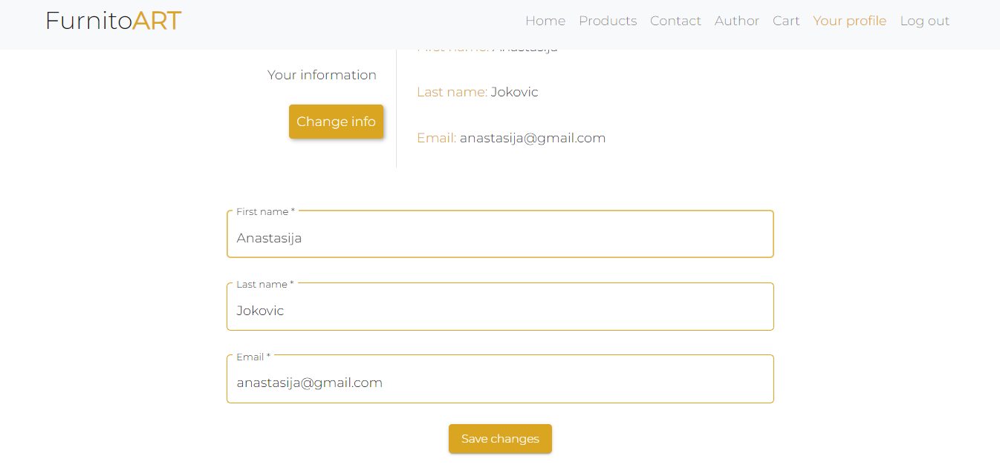 FurnitoART
Home Products Contact Author Cart Your profile Log out
First name: Anastasija
Your information
Last name: Jokovic
Change info
Email: anastasija@gmail.com
First name *
Anastasija
Last name *
Jokovic
Email *
anastasija@gmail.com
Save changes